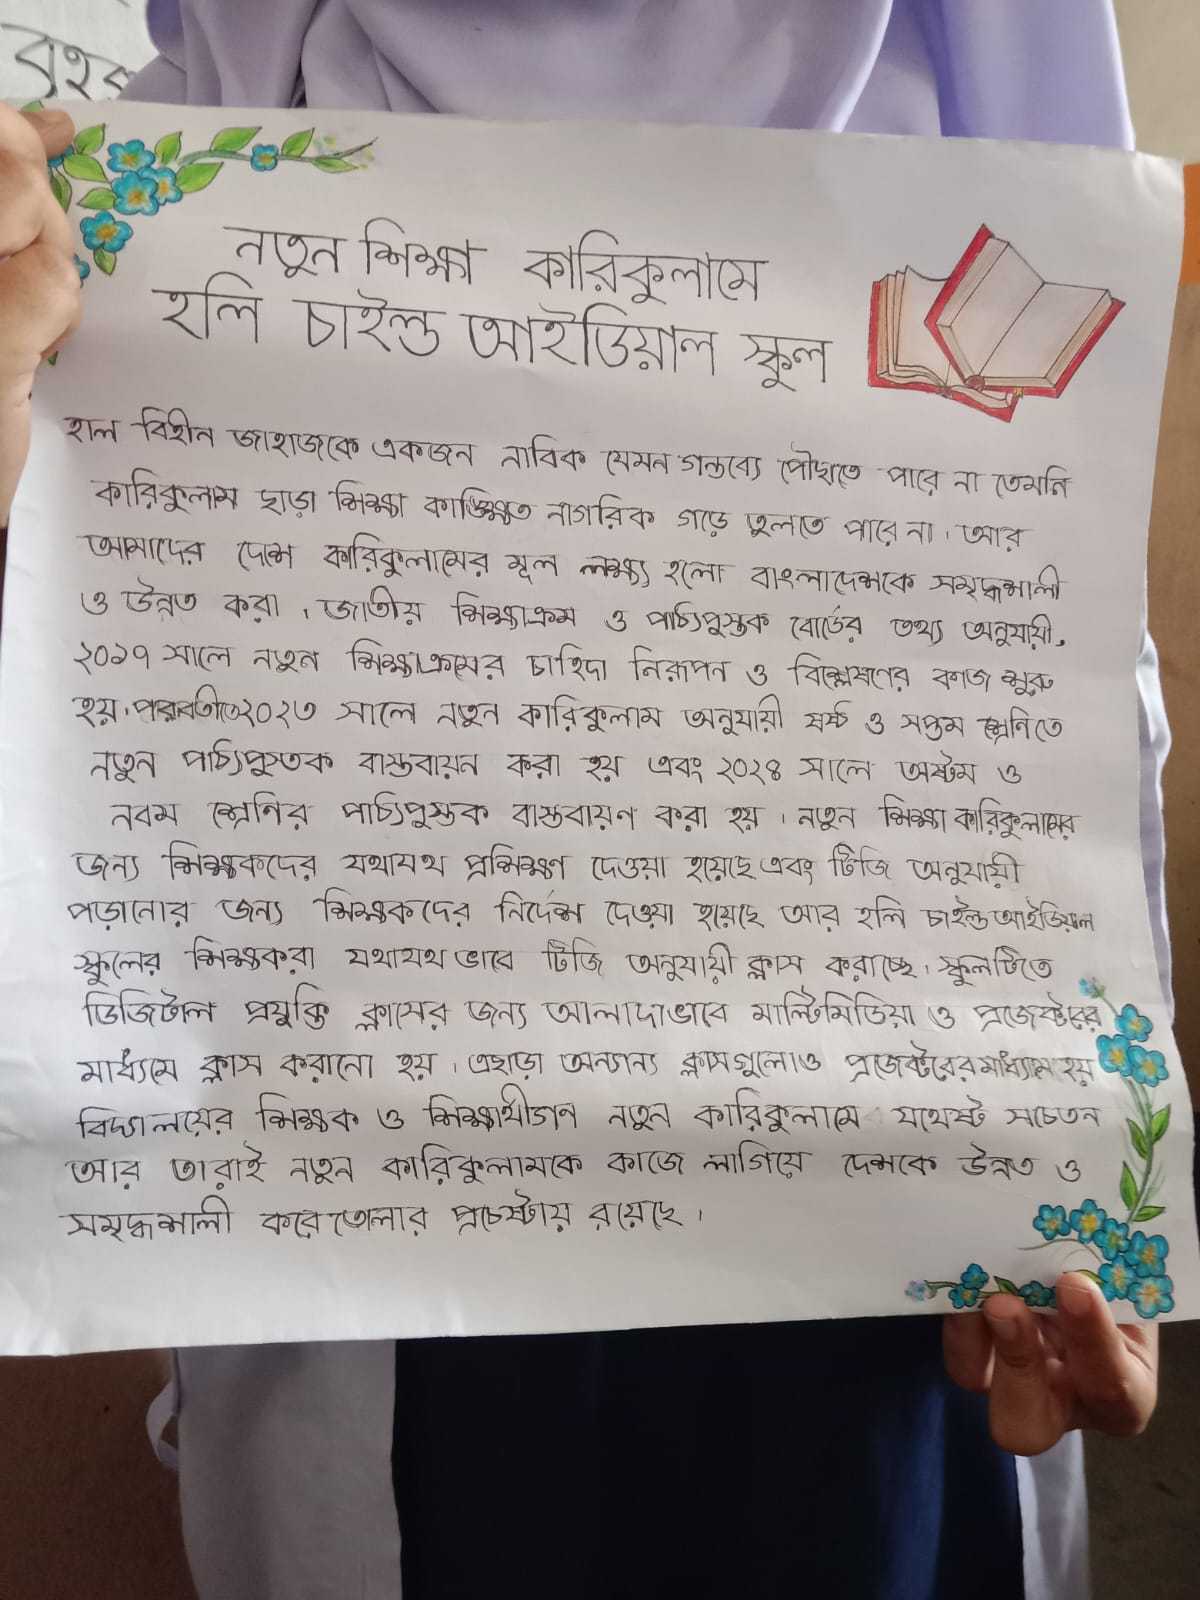 বৃহৎ
নতুন শিক্ষা কারিকুলামে
হলি চাইল্ড আইডিয়াল স্কুল
হাল বিহীন জাহাজকে একজন নাবিক যেমন গন্তব্যে পৌছাতে পারে না তেমনি
কারিকুলাম ছাড়া শিক্ষা কাঙ্ক্ষিত নাগরিক গড়ে তুলতে পারে না। আর
আমাদের দেশে কারিকুলামের মূল লক্ষ্য হলো বাংলাদেশকে সমৃদ্ধশালী
ও উন্নত করা। জাতীয় শিক্ষাক্রম ও পাঠ্যপুস্তক বোর্ডের তথ্য অনুযায়ী,
২০১৭ সালে নতুন শিক্ষাক্রমের চাহিদা নিরূপন ও বিশ্লেষণের কাজ শুরু
হয়। পরবর্তীতে ২০২৩ সালে নতুন কারিকুলাম অনুযায়ী ষষ্ঠ ও সপ্তম শ্রেণিতে
নতুন পাঠ্যপুস্তক বাস্তবায়ন করা হয় এবং ২০২৪ সালে অষ্টম ও
নবম শ্রেণির পাঠ্যপুস্তক বাস্তবায়ণ করা হয়। নতুন শিক্ষা কারিকুলামের
জন্য শিক্ষকদের যথাযথ প্রশিক্ষণ দেওয়া হয়েছে এবং টিজি অনুযায়ী
পড়ানোর জন্য শিক্ষকদের নির্দেশ দেওয়া হয়েছে আর হলি চাইল্ড আইডিয়াল
স্কুলের শিক্ষকরা যথাযথ ভাবে টিজি অনুযায়ী ক্লাস করাচ্ছে। স্কুলটিতে
ডিজিটাল প্রযুক্তি ক্লাসের জন্য আলাদাভাবে মাল্টিমিডিয়া ও প্রজেক্টরের
মাধ্যমে ক্লাস করানো হয়। এছাড়া অন্যান্য ক্লাসগুলোও প্রজেক্টরের মাধ্যমে হয়
বিদ্যালয়ের শিক্ষক ও শিক্ষার্থীগণ নতুন কারিকুলামে যথেষ্ট সচেতন
আর তারাই নতুন কারিকুলামকে কাজে লাগিয়ে দেশকে উন্নত ও
সমৃদ্ধশালী করে তোলার প্রচেষ্টায় রয়েছে।